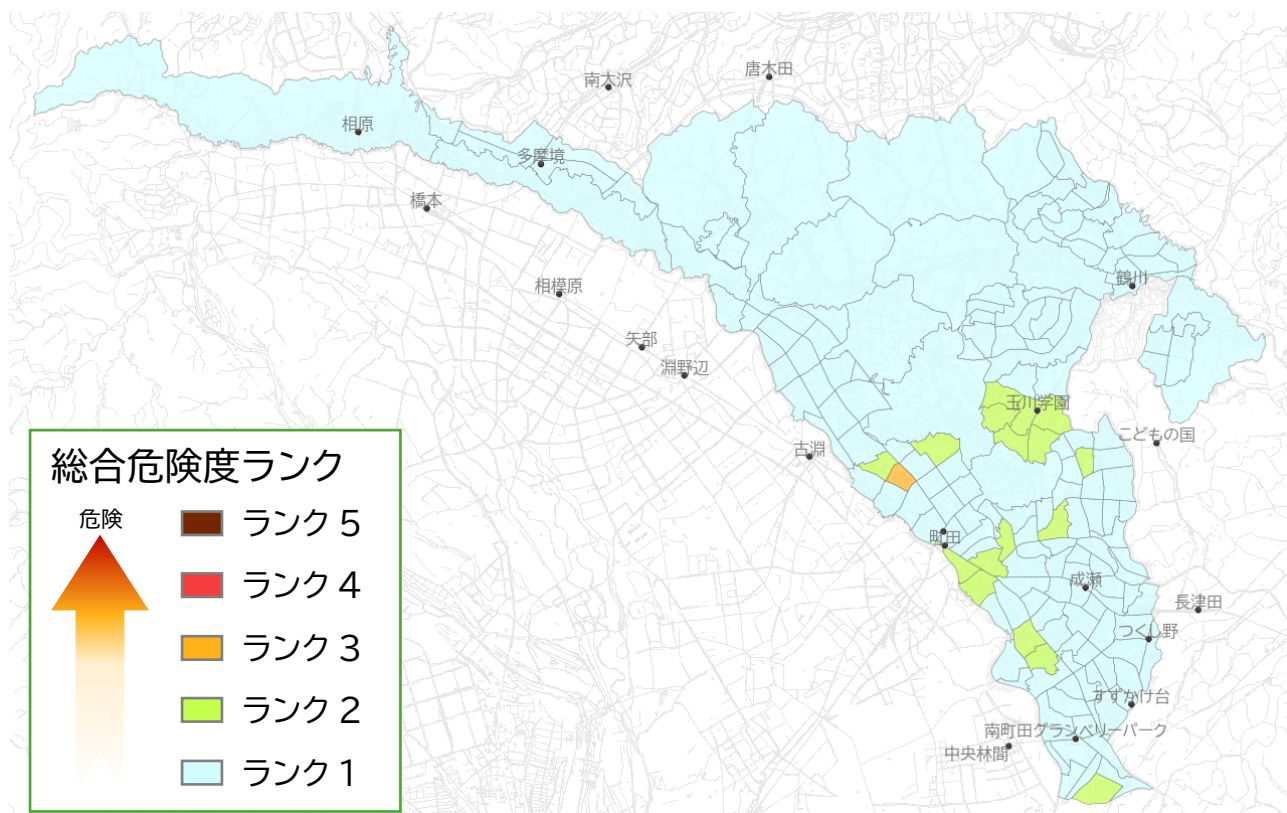 唐木田
南大沢
相原
多摩境
橋本
鶴川
相模原
矢部
淵野辺
玉川学園
こどもの国
古淵
町田
成瀬
長津田
つくし野
すずかけ台
南町田グランベリーパーク
中央林間
総合危険度ランク
危険
ランク 5
ランク 4
ランク 3
ランク 2
ランク 1